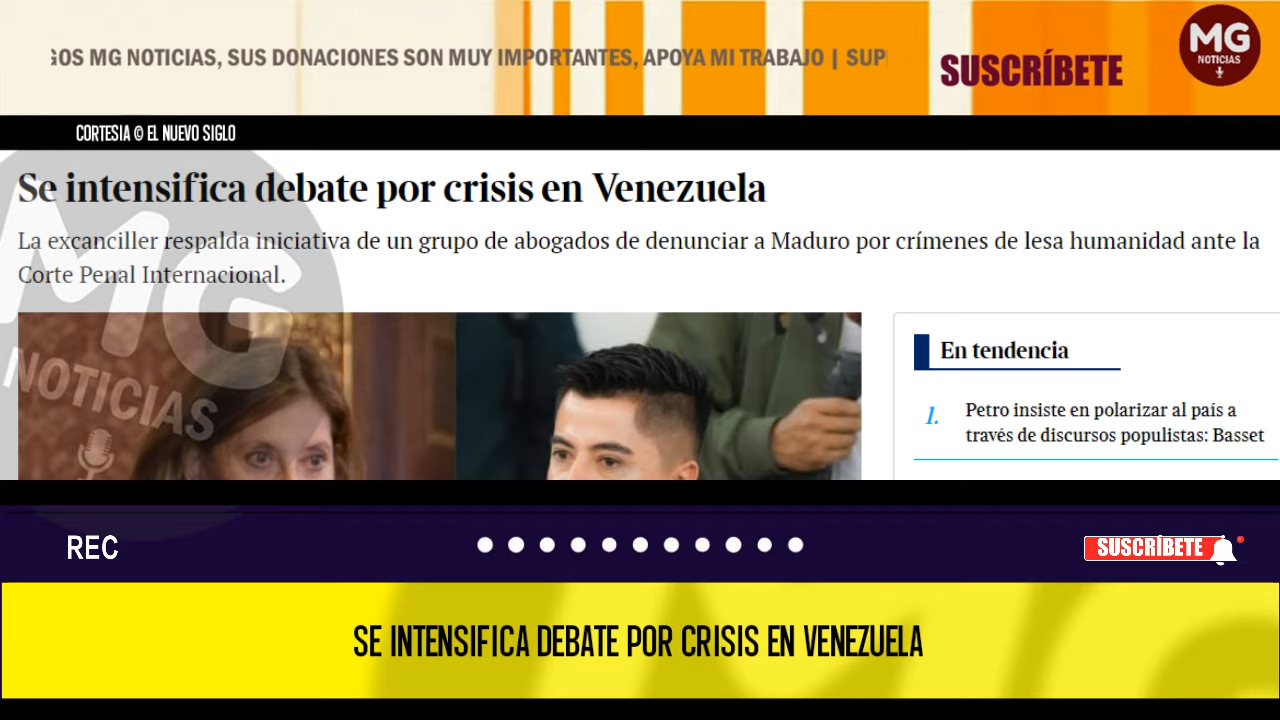 GOS MG NOTICIAS, SUS DONACIONES SON MUY IMPORTANTES, APOYA MI TRABAJO | SUP
SUSCRÍBETE
MG
NOTICIAS
CORTESIA © EL NUEVO SIGLO
Se intensifica debate por crisis en Venezuela
La excanciller respalda iniciativa de un grupo de abogados de denunciar a Maduro por crímenes de lesa humanidad ante la
Corte Penal Internacional.
MG
NOTICIAS
En tendencia
1. Petro insiste en polarizar al país a
través de discursos populistas: Basset
REC
SUSCRÍBETE
SE INTENSIFICA DEBATE POR CRISIS EN VENEZUELA